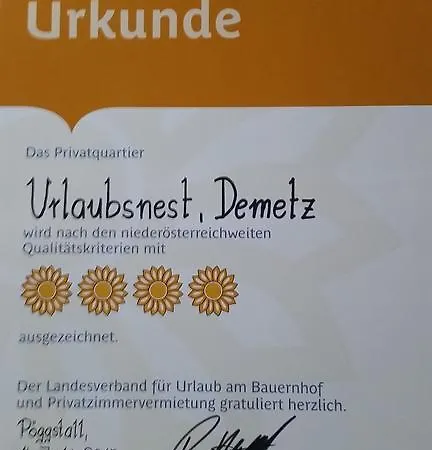 Urkunde
Das Privatquartier
Urlaubsnest, Demetz
wird nach den niederösterreichweiten
Qualitätskriterien mit
ausgezeichnet.
Der Landesverband für Urlaub am Bauernhof
und Privatzimmervermietung gratuliert herzlich.
Pöggstall,